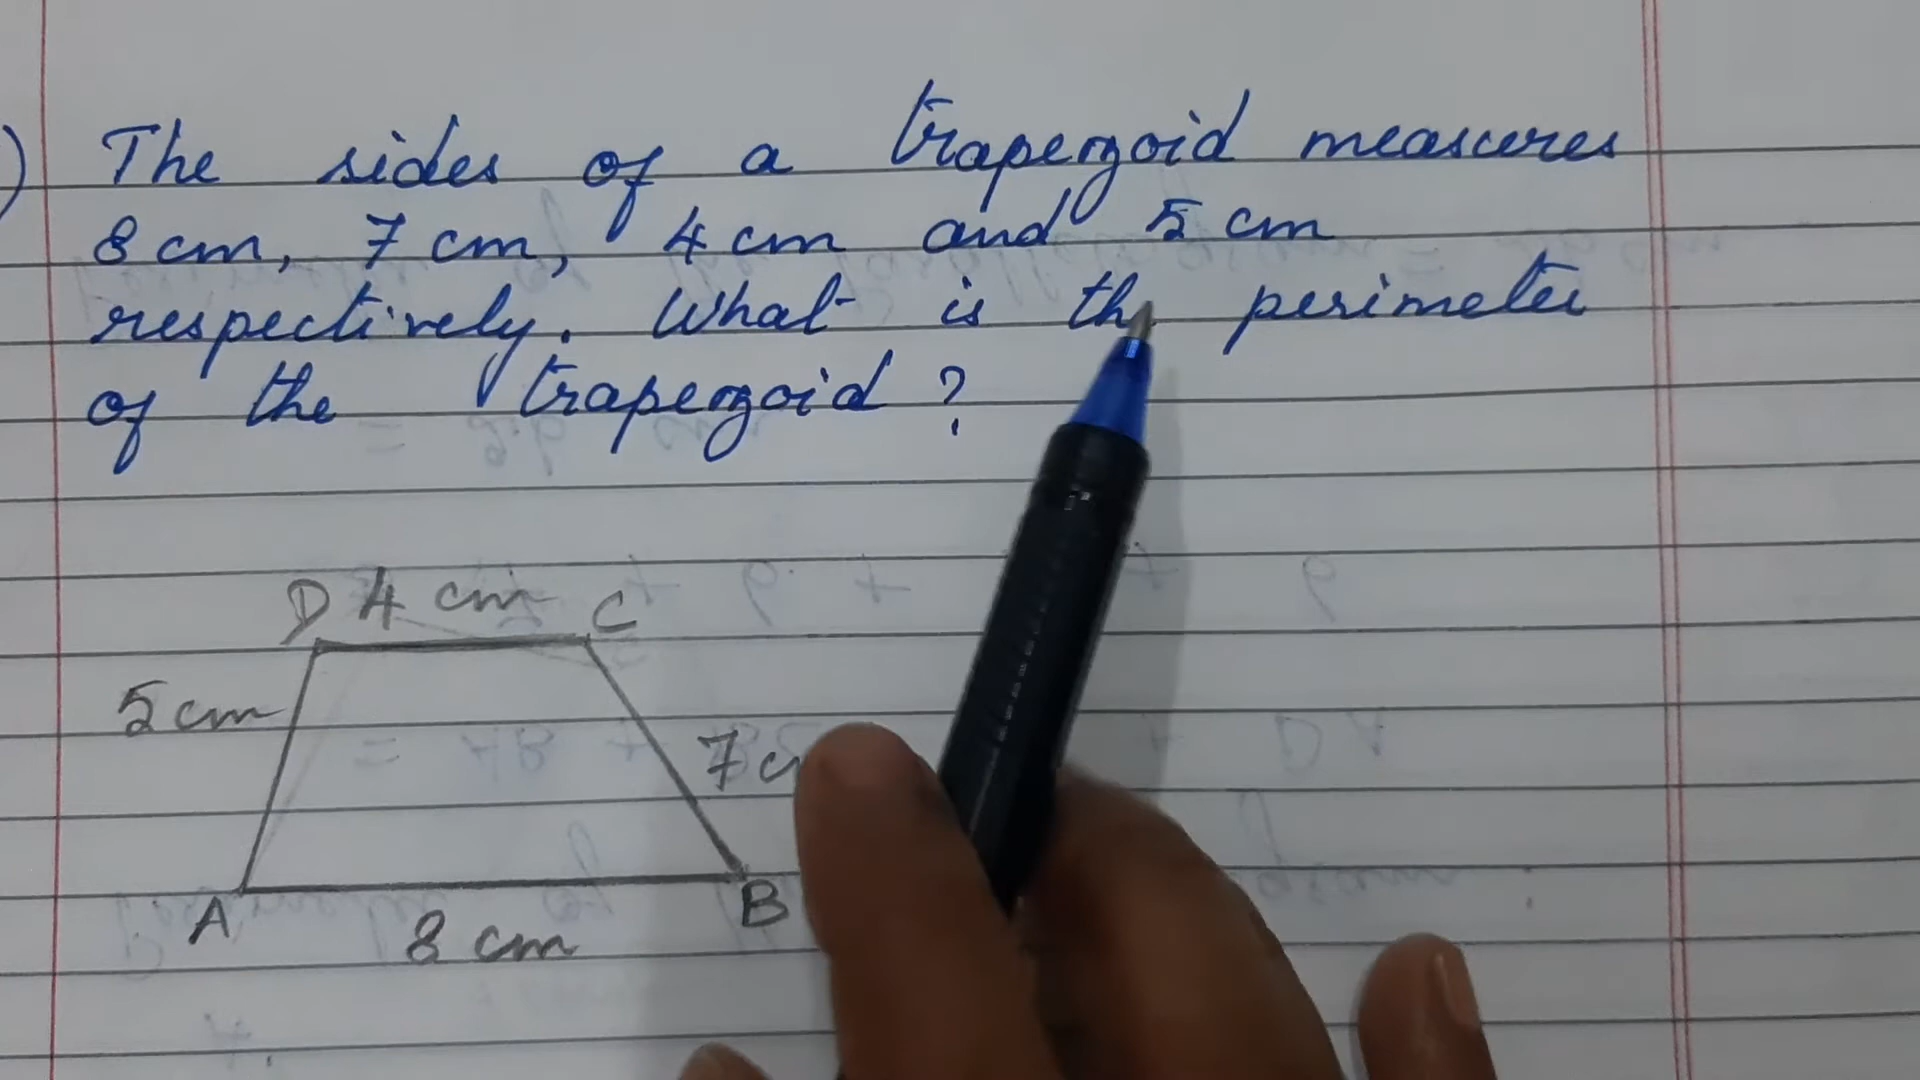 The sides of a trapezoid measures
8 cm, 7 cm, 4 cm and 5 cm
respectively. What is the perimeter
of the trapezoid?
D 4 cm C
5 cm
7 c
A B
8 cm